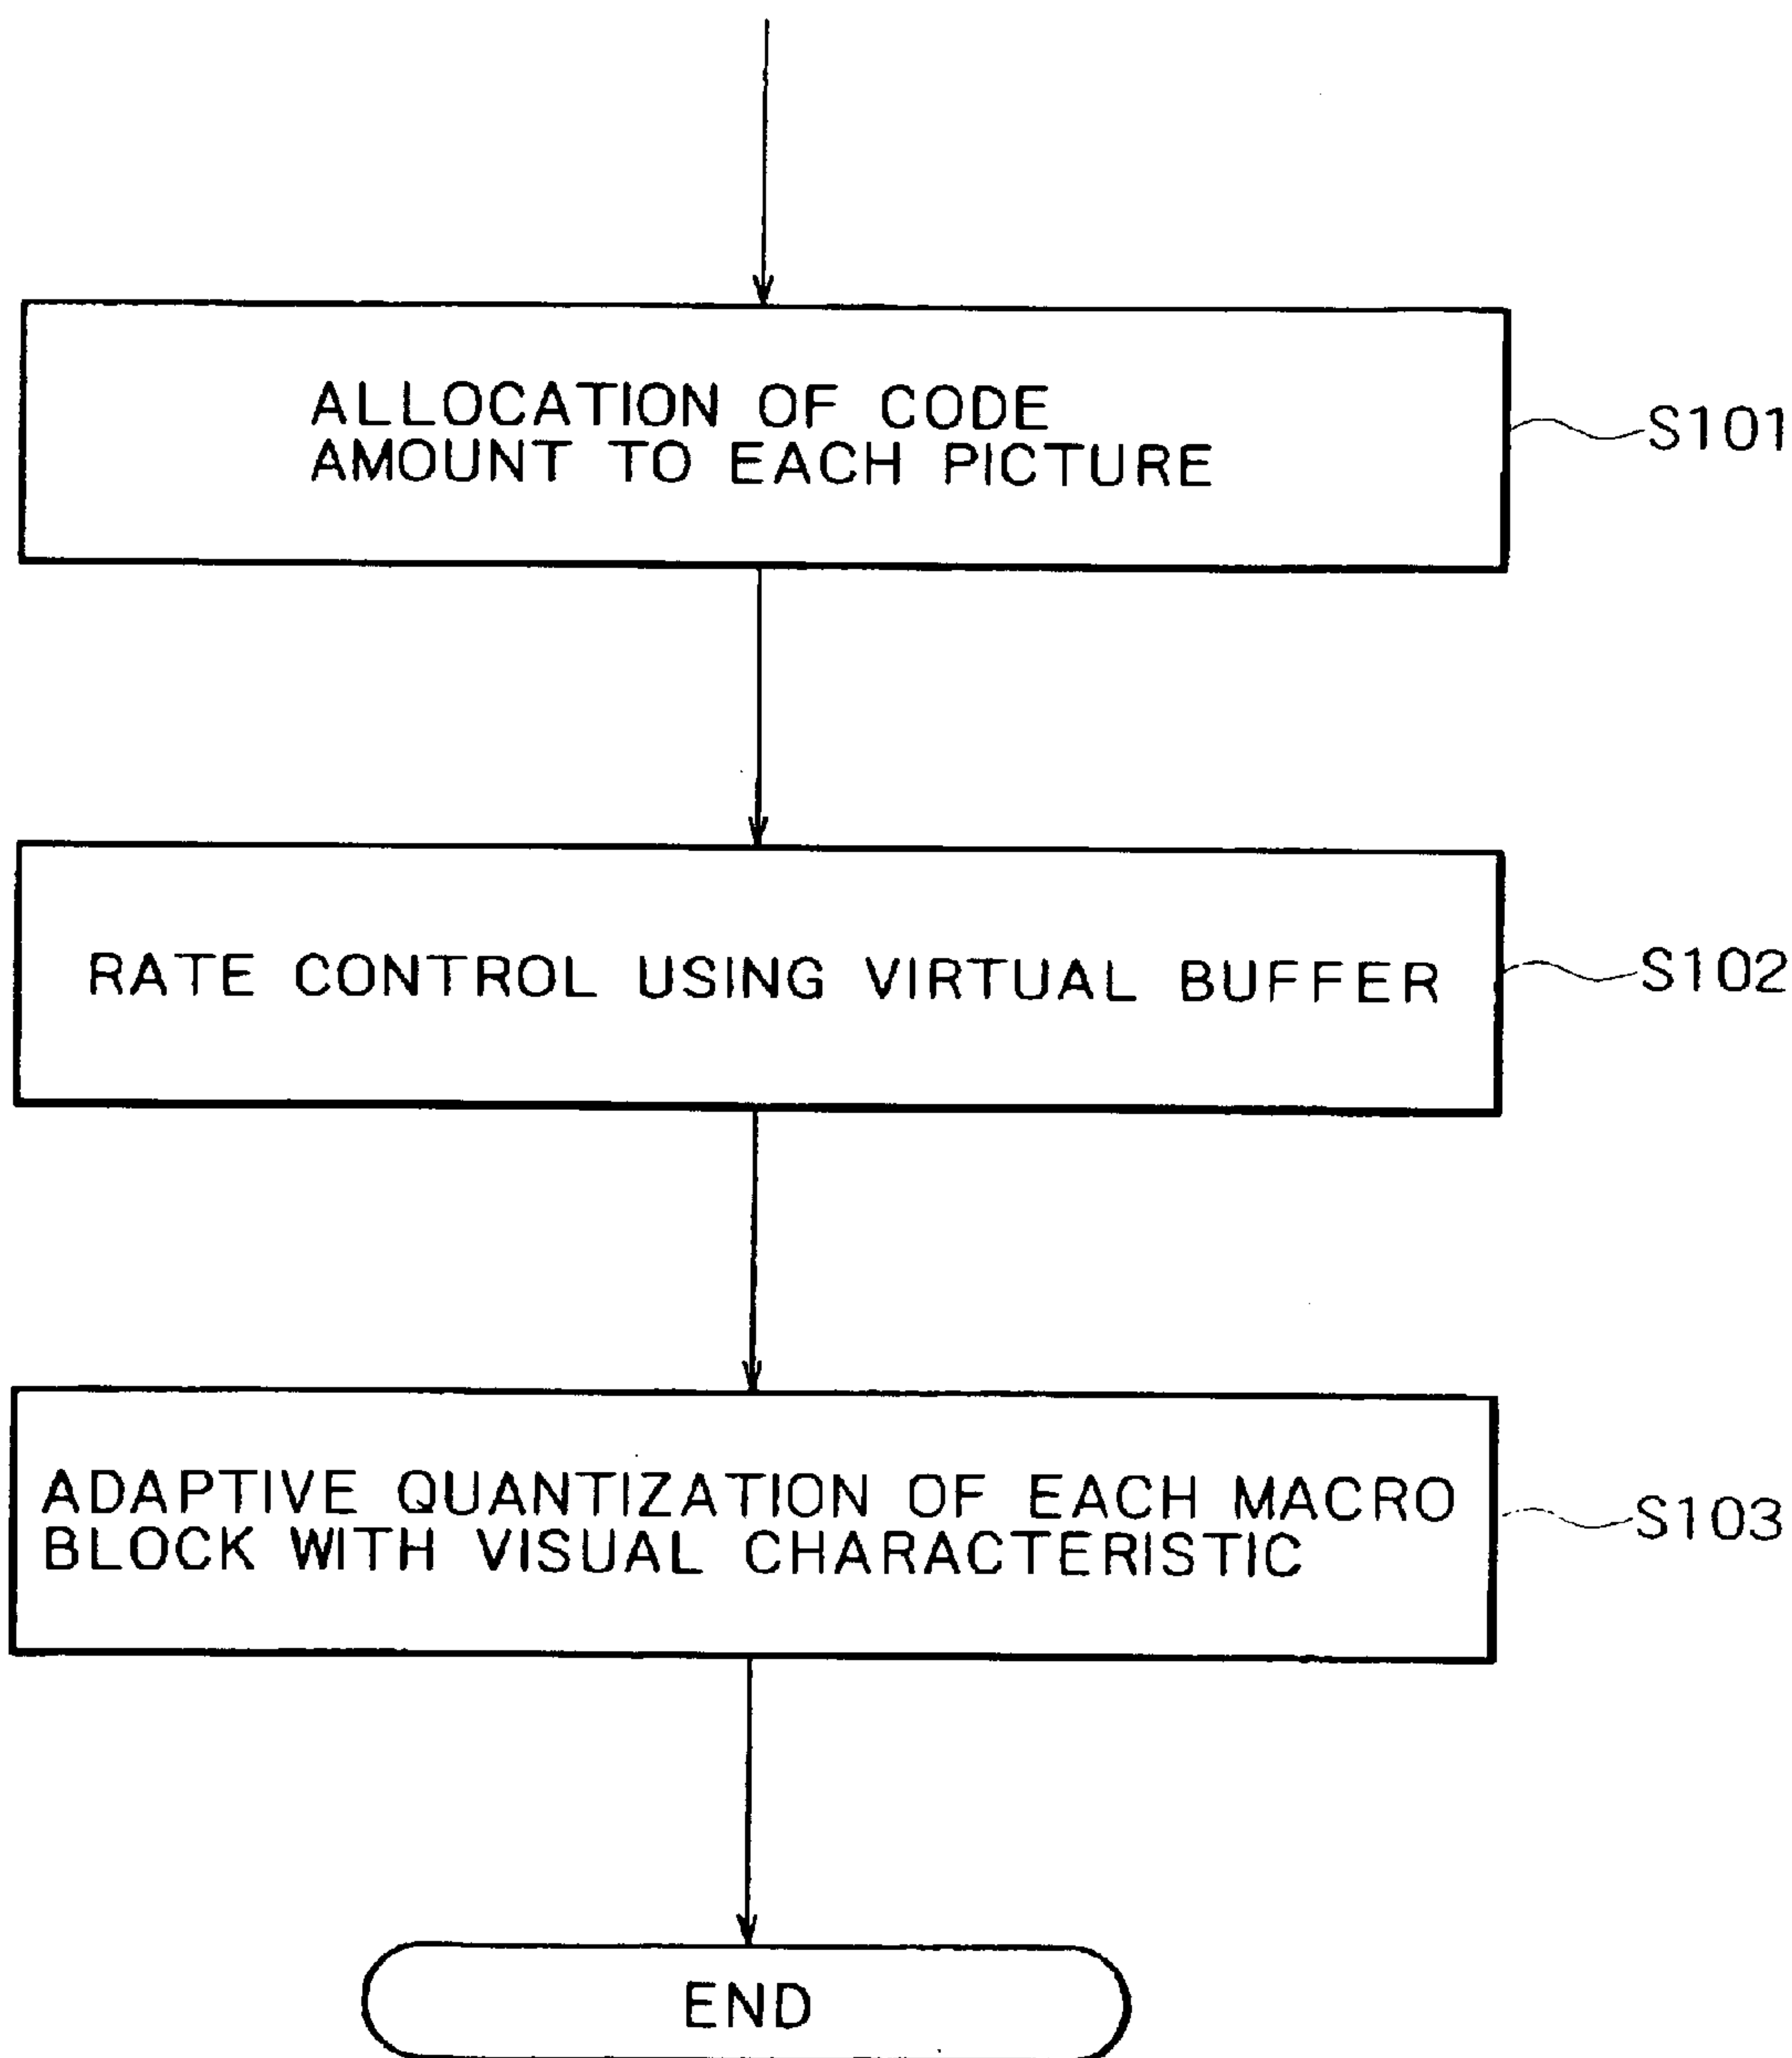 ALLOCATION OF CODE
AMOUNT TO EACH PICTURE
S101
RATE CONTROL USING VIRTUAL BUFFER
S102
ADAPTIVE QUANTIZATION OF EACH MACRO
BLOCK WITH VISUAL CHARACTERISTIC
S103
END